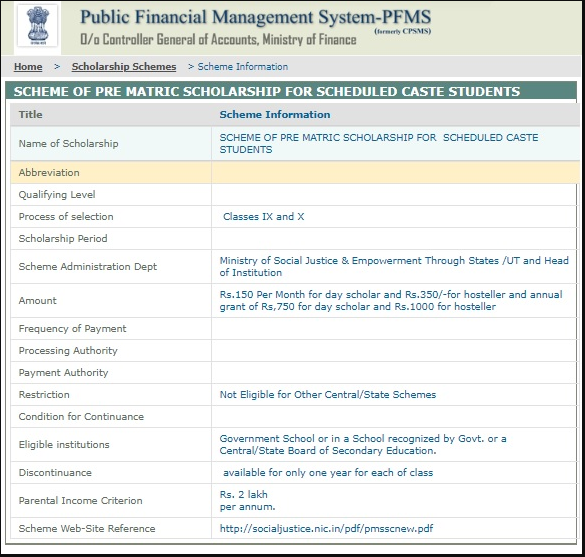 Public Financial Management System-PFMS
(formerly CPSMS)
O/o Controller General of Accounts, Ministry of Finance
Home > Scholarship Schemes > Scheme Information
SCHEME OF PRE MATRIC SCHOLARSHIP FOR SCHEDULED CASTE STUDENTS
Title Scheme Information
Name of Scholarship SCHEME OF PRE MATRIC SCHOLARSHIP FOR SCHEDULED CASTE
STUDENTS
Abbreviation
Qualifying Level
Process of selection Classes IX and X
Scholarship Period
Scheme Administration Dept Ministry of Social Justice & Empowerment Through States /UT and Head
of Institution
Amount Rs.150 Per Month for day scholar and Rs.350/-for hosteller and annual
grant of Rs,750 for day scholar and Rs.1000 for hosteller
Frequency of Payment
Processing Authority
Payment Authority
Restriction Not Eligible for Other Central/State Schemes
Condition for Continuance
Eligible institutions Government School or in a School recognized by Govt. or a
Central/State Board of Secondary Education.
Discontinuance available for only one year for each of class
Parental Income Criterion Rs. 2 lakh
per annum.
Scheme Web-Site Reference http://socialjustice.nic.in/pdf/pmsscnew.pdf